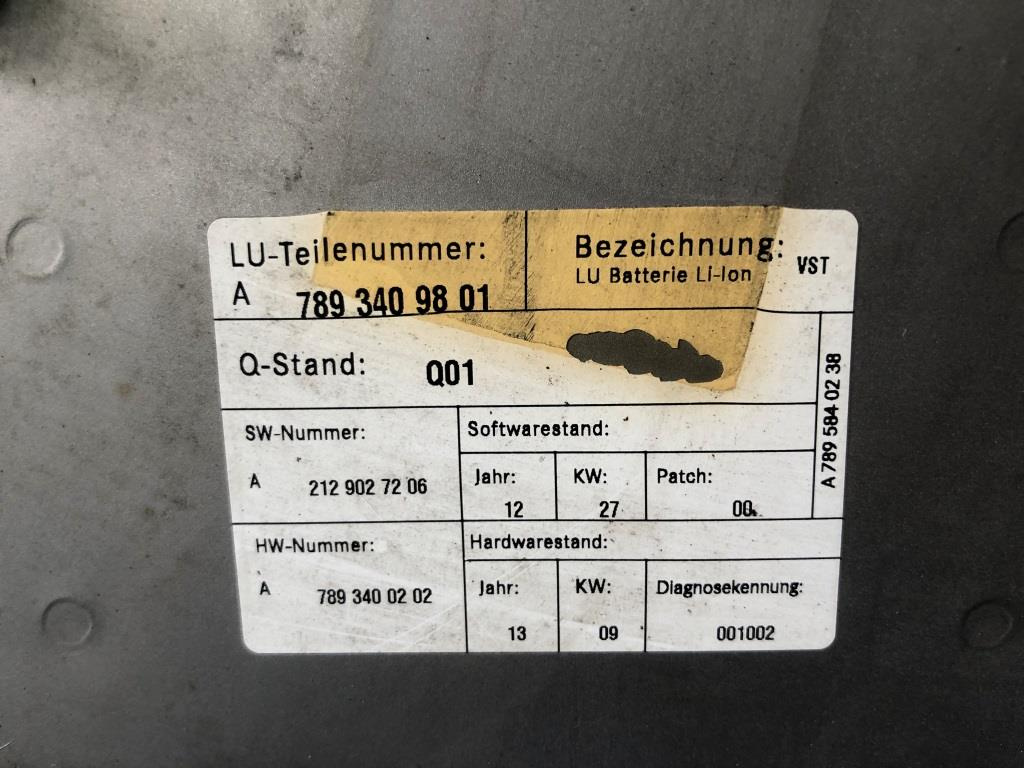 LU-Teilenummer:
A 789 340 98 01
Bezeichnung:
LU Batterie Li-Ion
VST
Q-Stand: Q01
A 789 584 02 38
SW-Nummer:
A 212 902 72 06
Softwarestand:
Jahr: KW: Patch:
12 27 00
HW-Nummer:
A 789 340 02 02
Hardwarestand:
Jahr: KW: Diagnosekennung:
13 09 001002